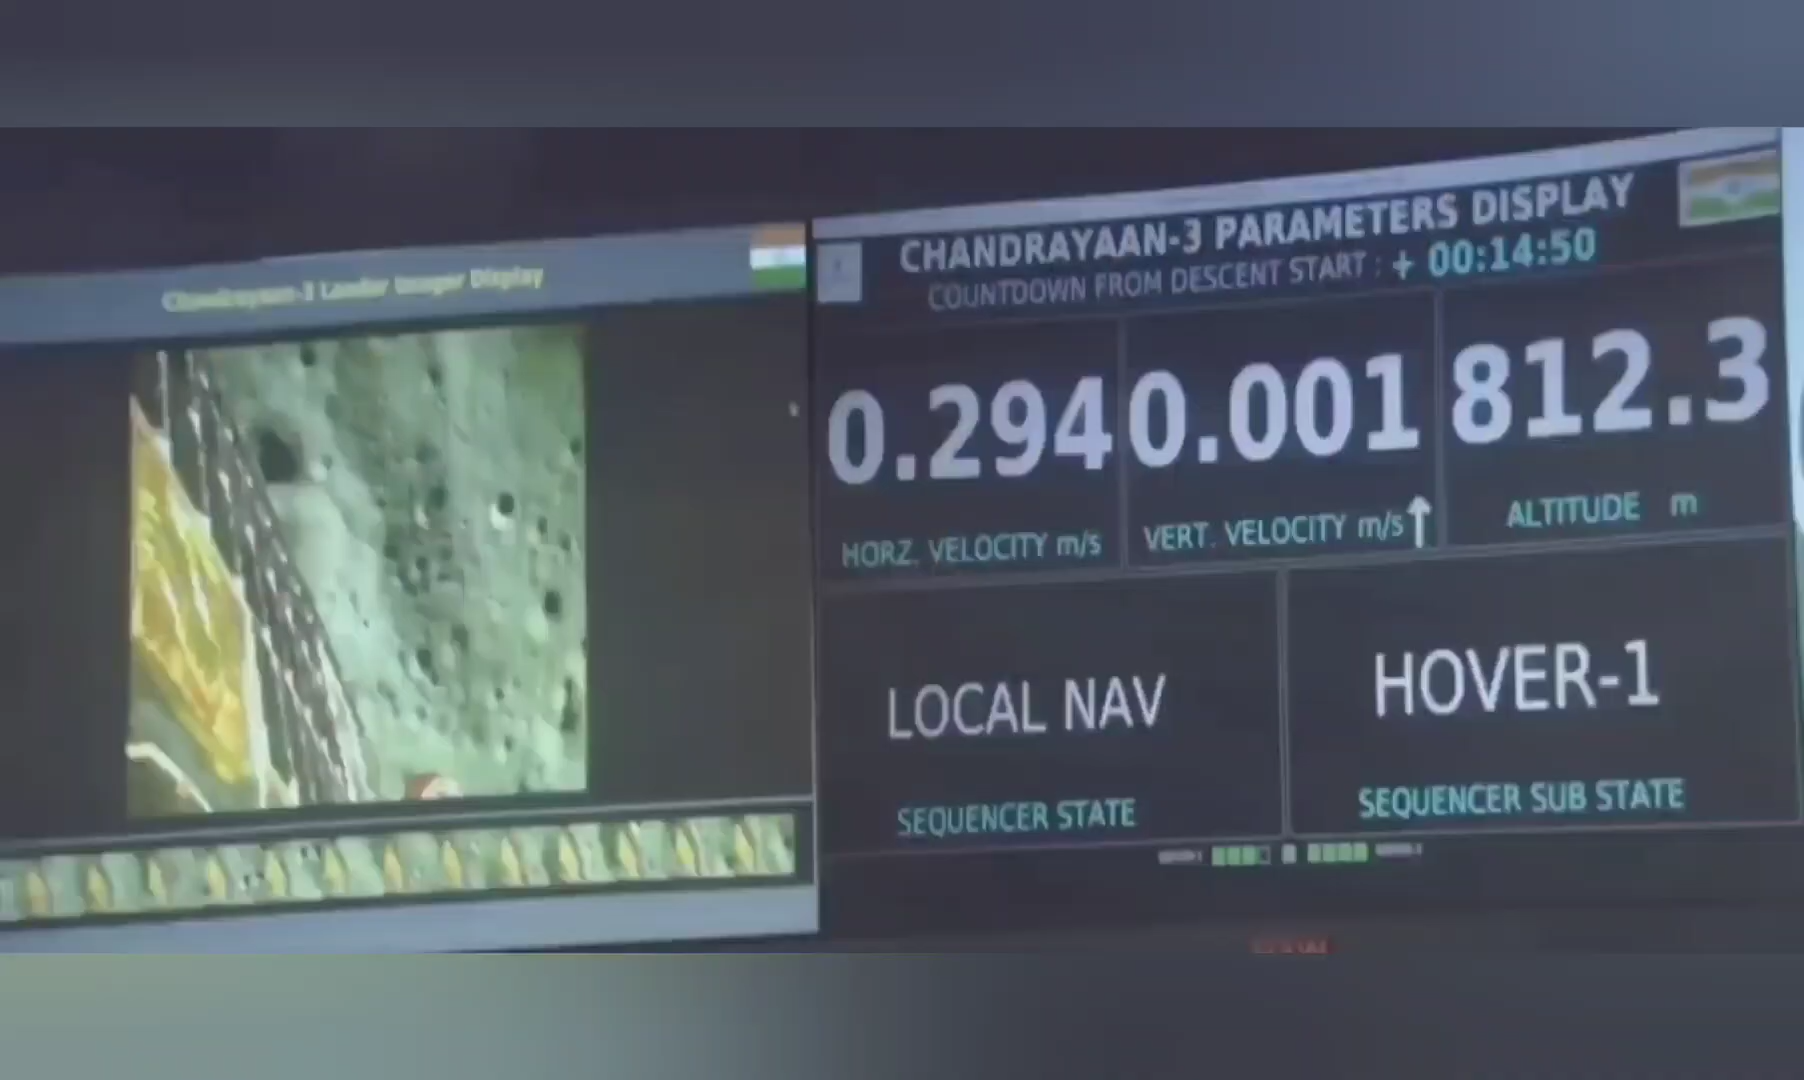 Chandrayaan-3 Lander Imager Display
CHANDRAYAAN-3 PARAMETERS DISPLAY
COUNTDOWN FROM DESCENT START : + 00:14:50
0.294 0.001 812.3
HORZ. VELOCITY m/s VERT. VELOCITY m/s ↑ ALTITUDE m
LOCAL NAV HOVER-1
SEQUENCER STATE SEQUENCER SUB STATE